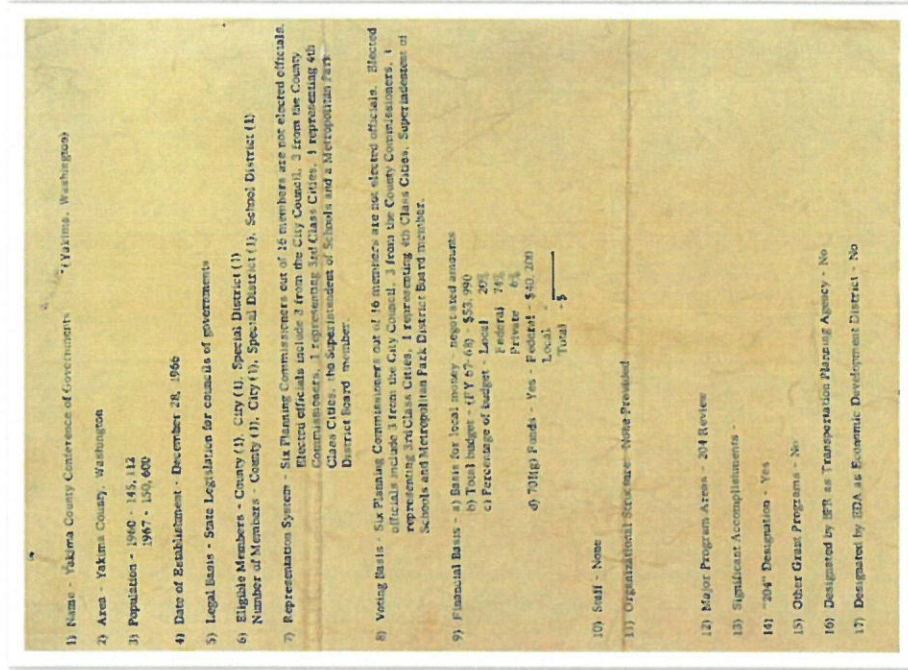 1) Name - Yakima County Conference of Governments (Yakima, Washington)
2) Area - Yakima County, Washington
3) Population - 1960 - 145,112
1967 - 150,600
4) Date of Establishment - December 28, 1966
5) Legal Basis - State Legislation for councils of governments
6) Eligible Members - County (1), City (1), Special District (1)
Number of Members - County (1), City (1), Special District (1), School District (1)
7) Representation System - Six Planning Commissioners out of 16 members are not elected officials.
Elected officials include 3 from the City Council, 3 from the County
Commissioners, 1 representing 3rd Class Cities, 1 representing 4th
Class Cities, the Superintendent of Schools and a Metropolitan Park
District Board member.
8) Voting Basis - Six Planning Commissioners out of 16 members are not elected officials. Elected
officials include 3 from the City Council, 3 from the County Commissioners, 1
representing 3rd Class Cities, 1 representing 4th Class Cities, Superintendent of
Schools and Metropolitan Park District Board member.
9) Financial Basis - a) Basis for local money - negotiated amounts
b) Total budget - (FY 67-68) - $53,990
c) Percentage of budget Local 20%
Federal 74%
Private 6%
d) 701(g) Funds - Yes - Federal - $40,200
Local -
Total - $
10) Staff - None
11) Organizational Structure - None Provided
12) Major Program Areas - 204 Review
13) Significant Accomplishments -
14) "204" Designation - Yes
15) Other Grant Programs - No
16) Designated by BPR as Transportation Planning Agency - No
17) Designated by EDA as Economic Development District - No